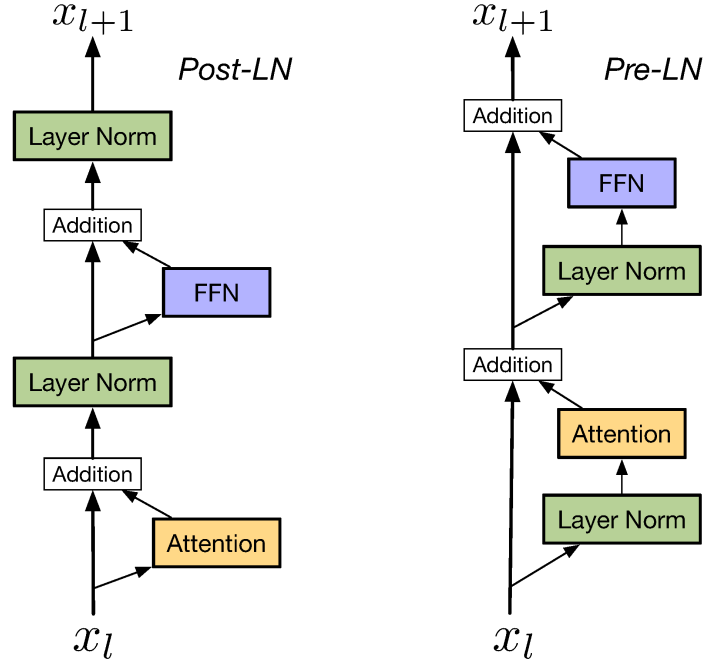 x_{l+1}
Post-LN
Layer Norm
Addition
FFN
Layer Norm
Addition
Attention
x_l
x_{l+1}
Pre-LN
Addition
FFN
Layer Norm
Addition
Attention
Layer Norm
x_l